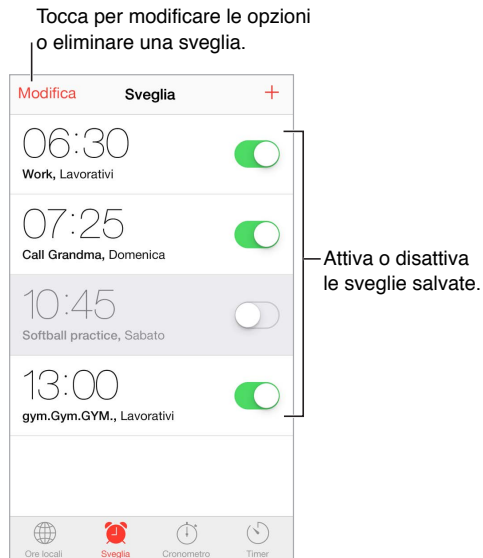 Tocca per modificare le opzioni
o eliminare una sveglia.
Modifica Sveglia +
06:30
Work, Lavorativi
07:25
Call Grandma, Domenica
Attiva o disattiva
le sveglie salvate.
10:45
Softball practice, Sabato
13:00
gym.Gym.GYM., Lavorativi
Ore locali Sveglia Cronometro Timer